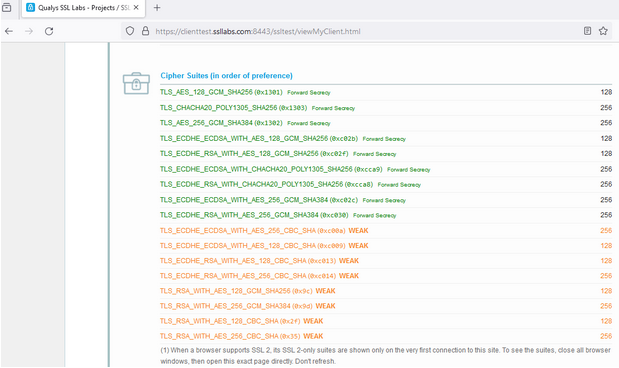 Qualys SSL Labs - Projects / SSL
https://clienttest.ssllabs.com:8443/ssltest/viewMyClient.html
Cipher Suites (in order of preference)
TLS_AES_128_GCM_SHA256 (0x1301) Forward Secrecy 128
TLS_CHACHA20_POLY1305_SHA256 (0x1303) Forward Secrecy 256
TLS_AES_256_GCM_SHA384 (0x1302) Forward Secrecy 256
TLS_ECDHE_ECDSA_WITH_AES_128_GCM_SHA256 (0xc02b) Forward Secrecy 128
TLS_ECDHE_RSA_WITH_AES_128_GCM_SHA256 (0xc02f) Forward Secrecy 128
TLS_ECDHE_ECDSA_WITH_CHACHA20_POLY1305_SHA256 (0xcca9) Forward Secrecy 256
TLS_ECDHE_RSA_WITH_CHACHA20_POLY1305_SHA256 (0xcca8) Forward Secrecy 256
TLS_ECDHE_ECDSA_WITH_AES_256_GCM_SHA384 (0xc02c) Forward Secrecy 256
TLS_ECDHE_RSA_WITH_AES_256_GCM_SHA384 (0xc030) Forward Secrecy 256
TLS_ECDHE_ECDSA_WITH_AES_256_CBC_SHA (0xc00a) WEAK 256
TLS_ECDHE_ECDSA_WITH_AES_128_CBC_SHA (0xc009) WEAK 128
TLS_ECDHE_RSA_WITH_AES_128_CBC_SHA (0xc013) WEAK 128
TLS_ECDHE_RSA_WITH_AES_256_CBC_SHA (0xc014) WEAK 256
TLS_RSA_WITH_AES_128_GCM_SHA256 (0x9c) WEAK 128
TLS_RSA_WITH_AES_256_GCM_SHA384 (0x9d) WEAK 256
TLS_RSA_WITH_AES_128_CBC_SHA (0x2f) WEAK 128
TLS_RSA_WITH_AES_256_CBC_SHA (0x35) WEAK 256
(1) When a browser supports SSL 2, its SSL 2-only suites are shown only on the very first connection to this site. To see the suites, close all browser
windows, then open this exact page directly. Don't refresh.